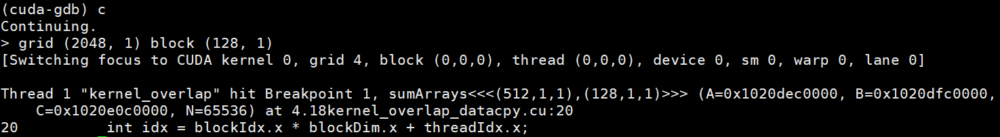 (cuda-gdb) c
Continuing.
> grid (2048, 1) block (128, 1)
[Switching focus to CUDA kernel 0, grid 4, block (0,0,0), thread (0,0,0), device 0, sm 0, warp 0, lane 0]
Thread 1 "kernel_overlap" hit Breakpoint 1, sumArrays<<<(512,1,1),(128,1,1)>>> (A=0x1020dec0000, B=0x1020dfc0000,
    C=0x1020e0c0000, N=65536) at 4.18kernel_overlap_datacpy.cu:20
20          int idx = blockIdx.x * blockDim.x + threadIdx.x;